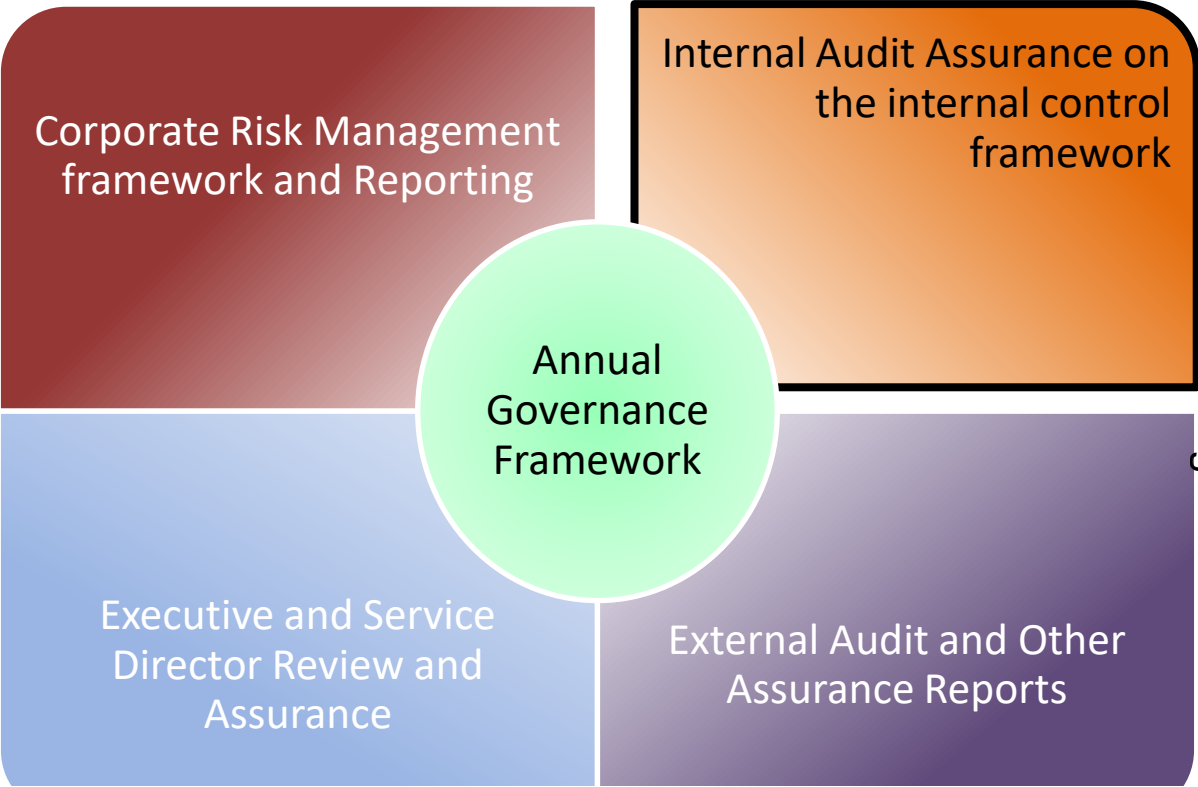 Corporate Risk Management
framework and Reporting
Internal Audit Assurance on
the internal control
framework
Annual
Governance
Framework
Executive and Service
Director Review and
Assurance
External Audit and Other
Assurance Reports